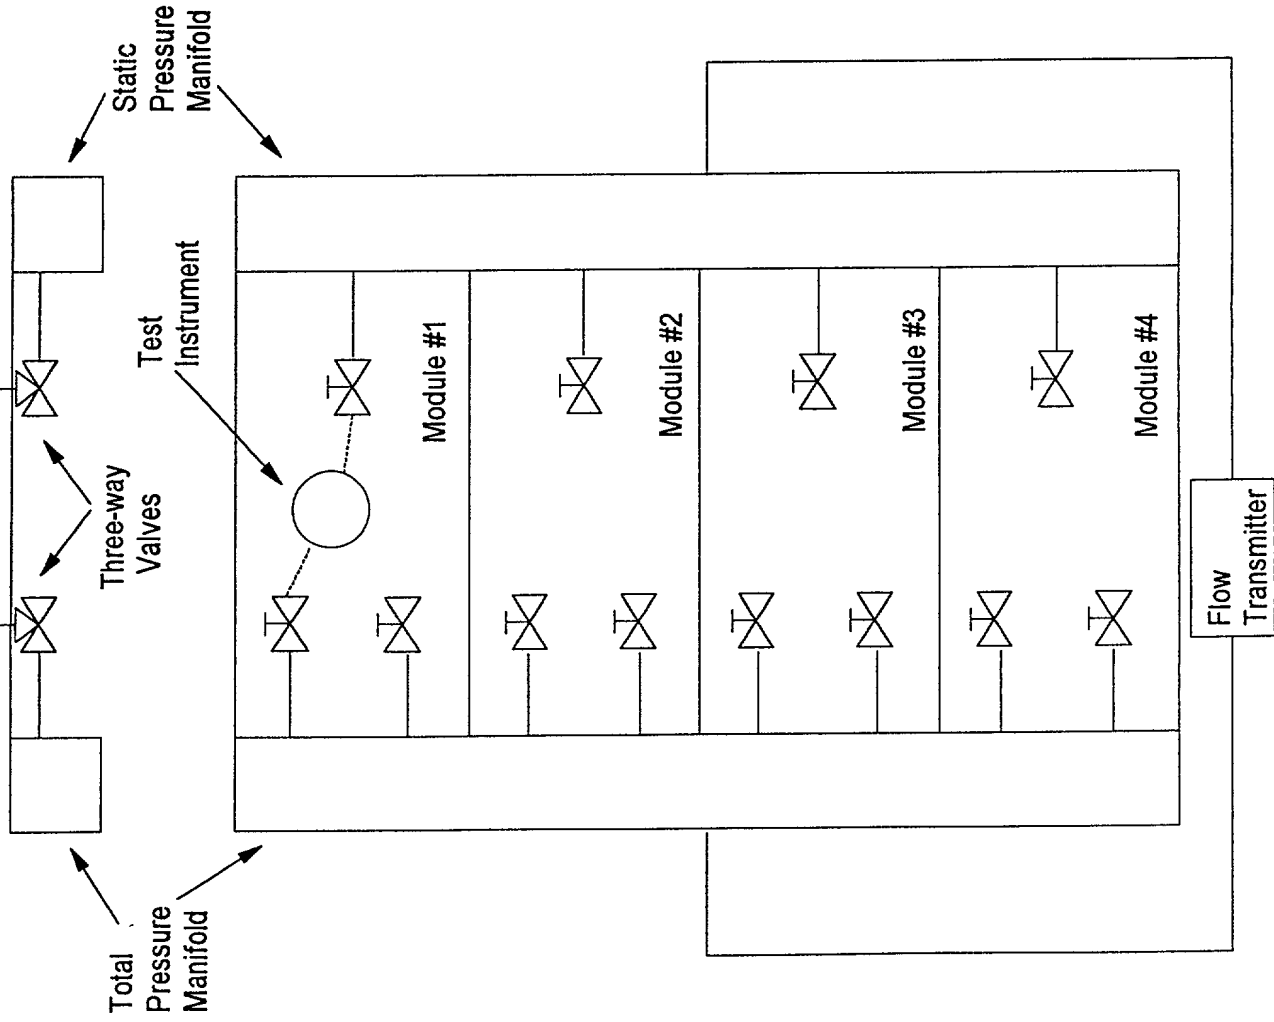 Static
Pressure
Manifold
Test
Instrument
Three-way
Valves
Total
Pressure
Manifold
Module #1
Module #2
Module #3
Module #4
Flow
Transmitter